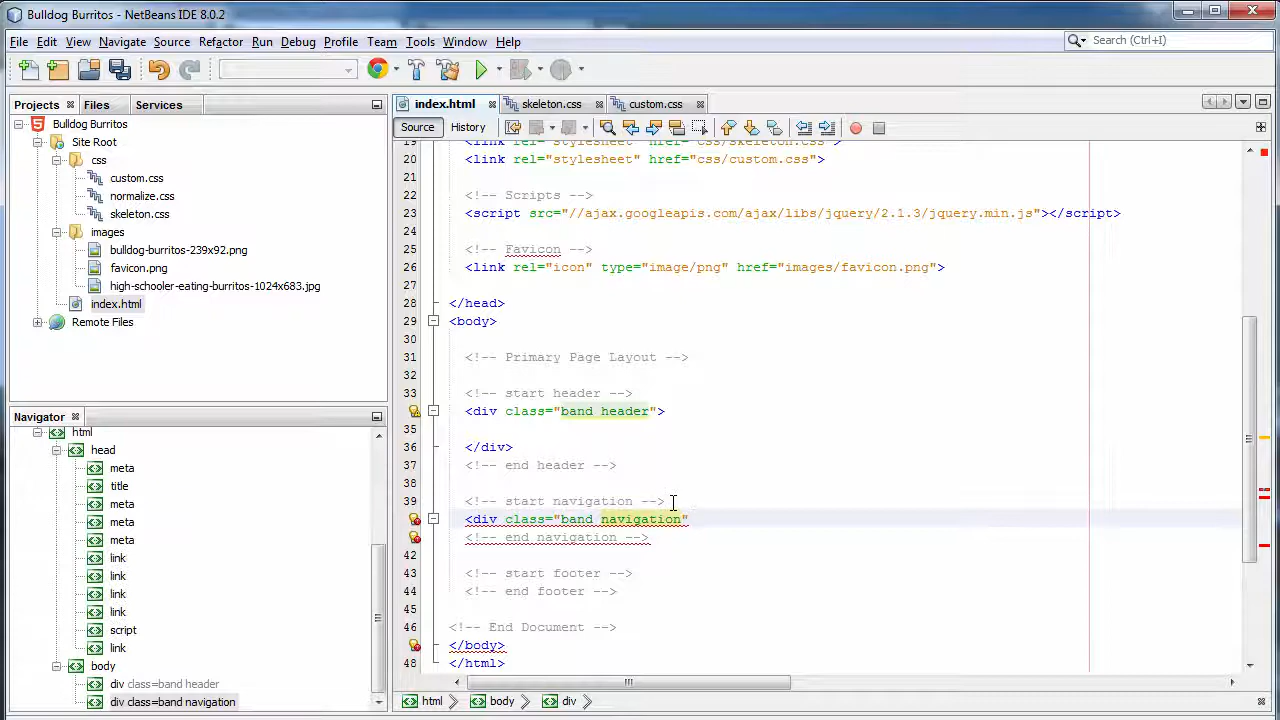 Bulldog Burritos - NetBeans IDE 8.0.2
File Edit View Navigate Source Refactor Run Debug Profile Team Tools Window Help
Search (Ctrl+I)
Projects Files Services
Bulldog Burritos
Site Root
css
custom.css
normalize.css
skeleton.css
images
bulldog-burritos-239x92.png
favicon.png
high-schooler-eating-burritos-1024x683.jpg
index.html
Remote Files
Navigator
html
head
meta
title
meta
meta
meta
link
link
link
link
script
link
body
div class=band header
div class=band navigation
index.html skeleton.css custom.css
Source History
19 <link rel="stylesheet" href="css/skeleton.css">
20 <link rel="stylesheet" href="css/custom.css">
21
22 <!-- Scripts -->
23 <script src="//ajax.googleapis.com/ajax/libs/jquery/2.1.3/jquery.min.js"></script>
24
25 <!-- Favicon -->
26 <link rel="icon" type="image/png" href="images/favicon.png">
27
28 </head>
29 <body>
30
31 <!-- Primary Page Layout -->
32
33 <!-- start header -->
<div class="band header">
35
36 </div>
37 <!-- end header -->
38
39 <!-- start navigation -->
<div class="band navigation"
<!-- end navigation -->
42
43 <!-- start footer -->
44 <!-- end footer -->
45
46 <!-- End Document -->
</body>
48 </html>
html body div